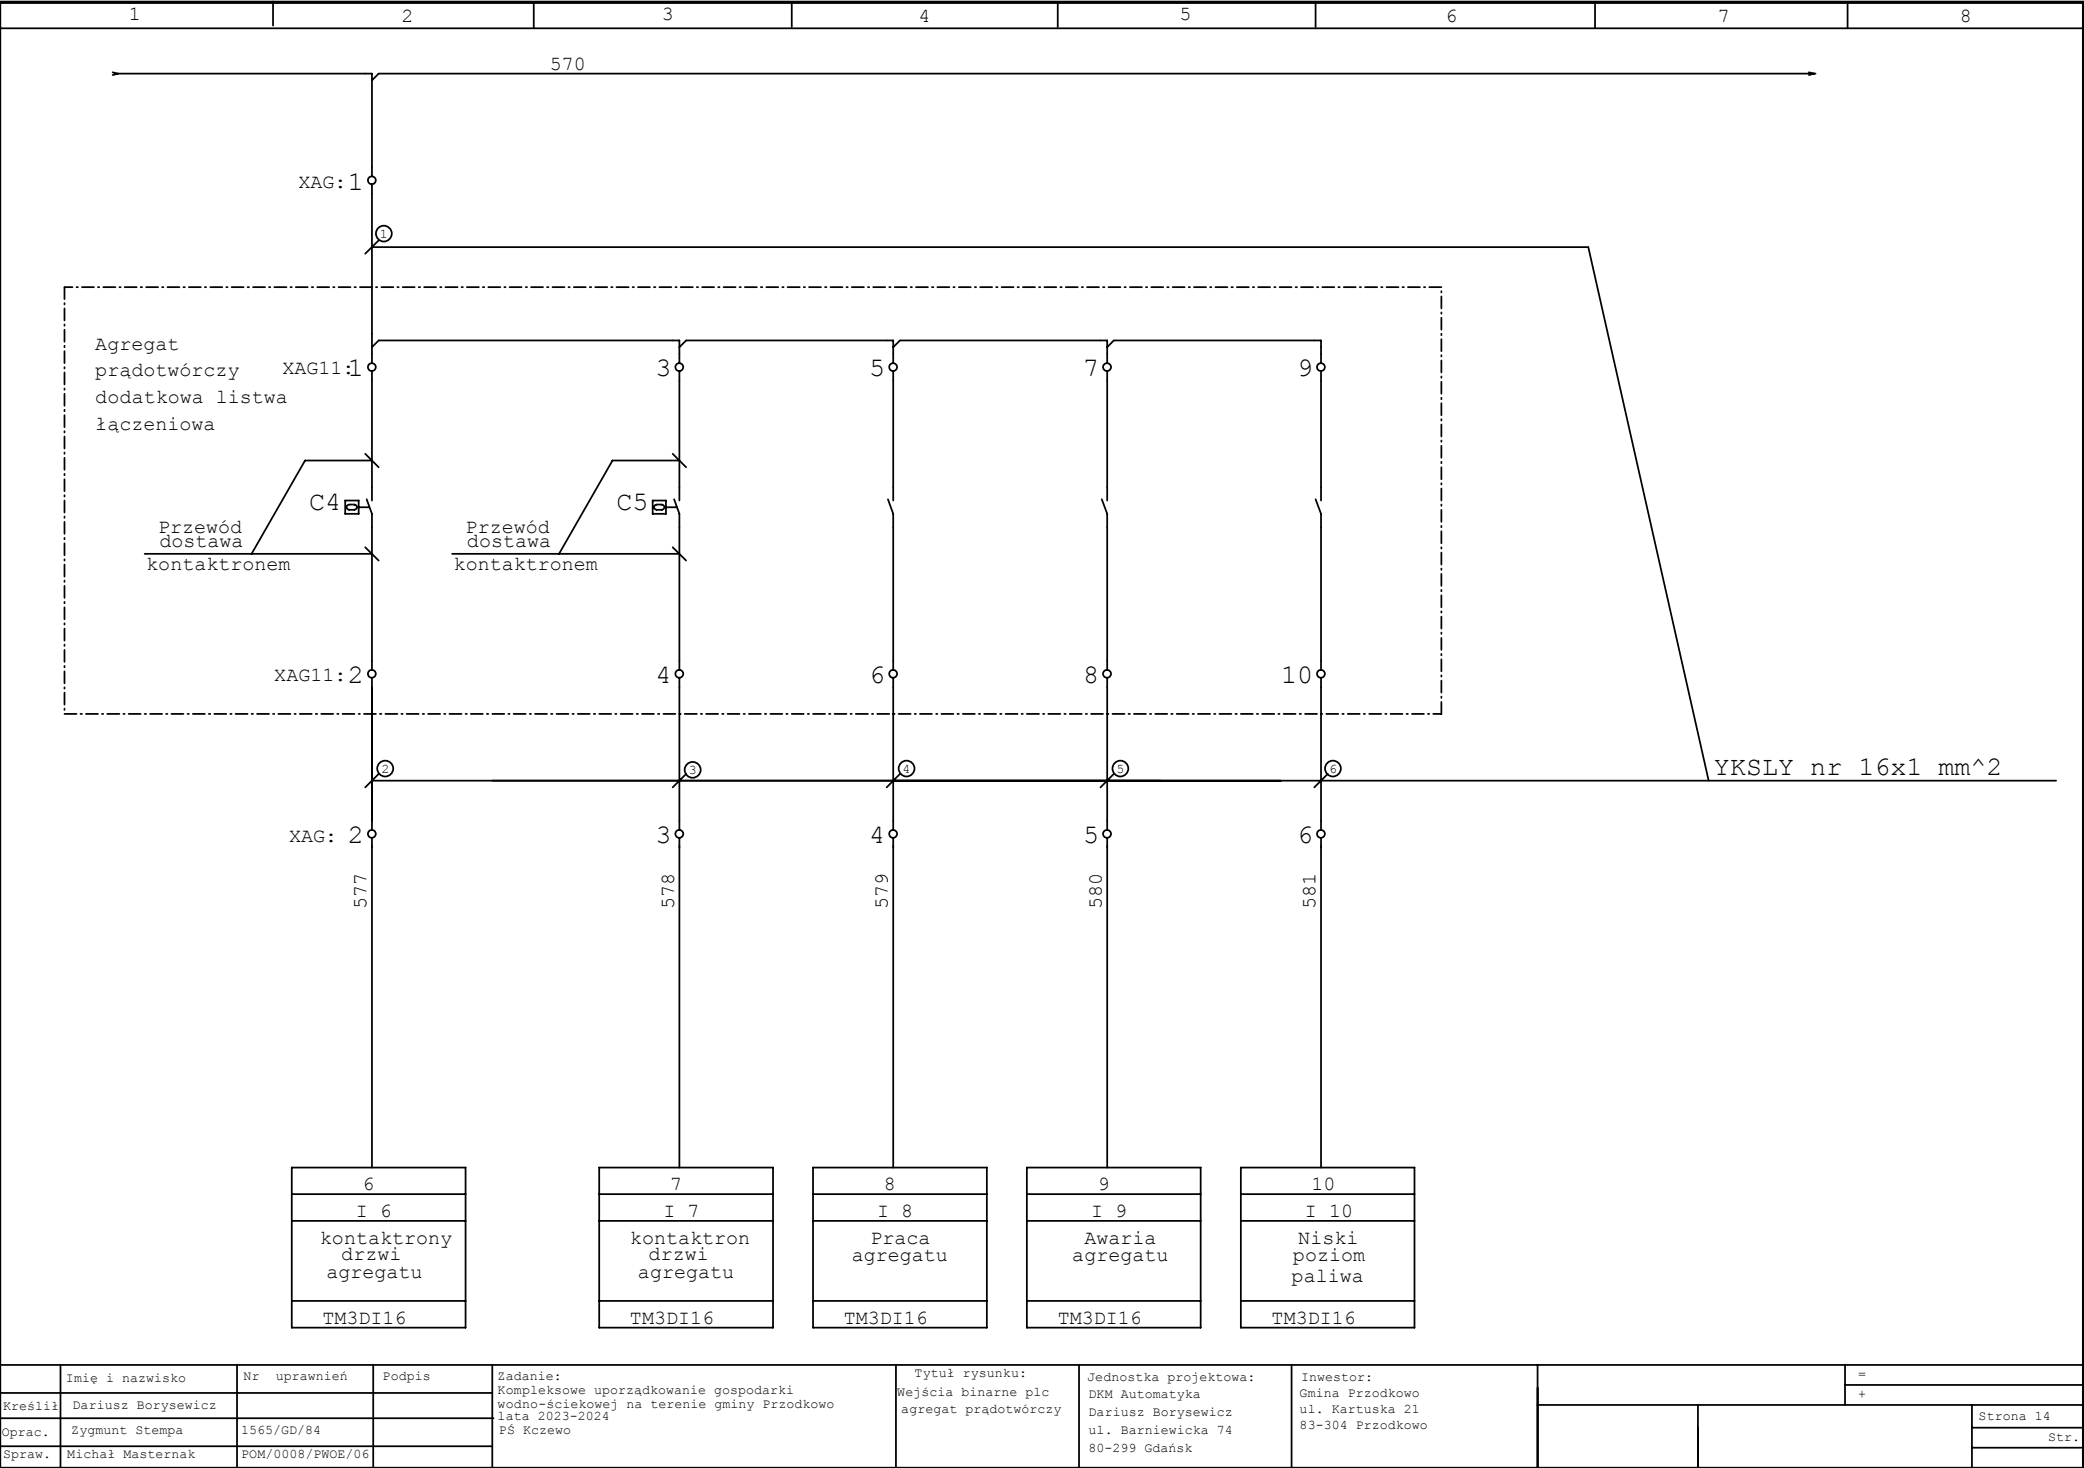 1 2 3 4 5 6 7 8
570
XAG: 1
1
Agregat
prądotwórczy
dodatkowa listwa
łączeniowa
XAG11:1 3 5 7 9
C4 C5
Przewód
dostawa
kontaktronem
Przewód
dostawa
kontaktronem
XAG11:2 4 6 8 10
2 3 4 5 6
YKSLY nr 16x1 mm^2
XAG: 2 3 4 5 6
577 578 579 580 581
6
I 6
kontaktrony
drzwi
agregatu
TM3DI16
7
I 7
kontaktron
drzwi
agregatu
TM3DI16
8
I 8
Praca
agregatu
TM3DI16
9
I 9
Awaria
agregatu
TM3DI16
10
I 10
Niski
poziom
paliwa
TM3DI16
Imię i nazwisko Nr uprawnień Podpis
Kreślił Dariusz Borysewicz
Oprac. Zygmunt Stempa 1565/GD/84
Spraw. Michał Masternak POM/0008/PWOE/06
Zadanie:
Kompleksowe uporządkowanie gospodarki
wodno-ściekowej na terenie gminy Przodkowo
lata 2023-2024
PŚ Kczewo
Tytuł rysunku:
Wejścia binarne plc
agregat prądotwórczy
Jednostka projektowa:
DKM Automatyka
Dariusz Borysewicz
ul. Barniewicka 74
80-299 Gdańsk
Inwestor:
Gmina Przodkowo
ul. Kartuska 21
83-304 Przodkowo
=
+
Strona 14
Str.